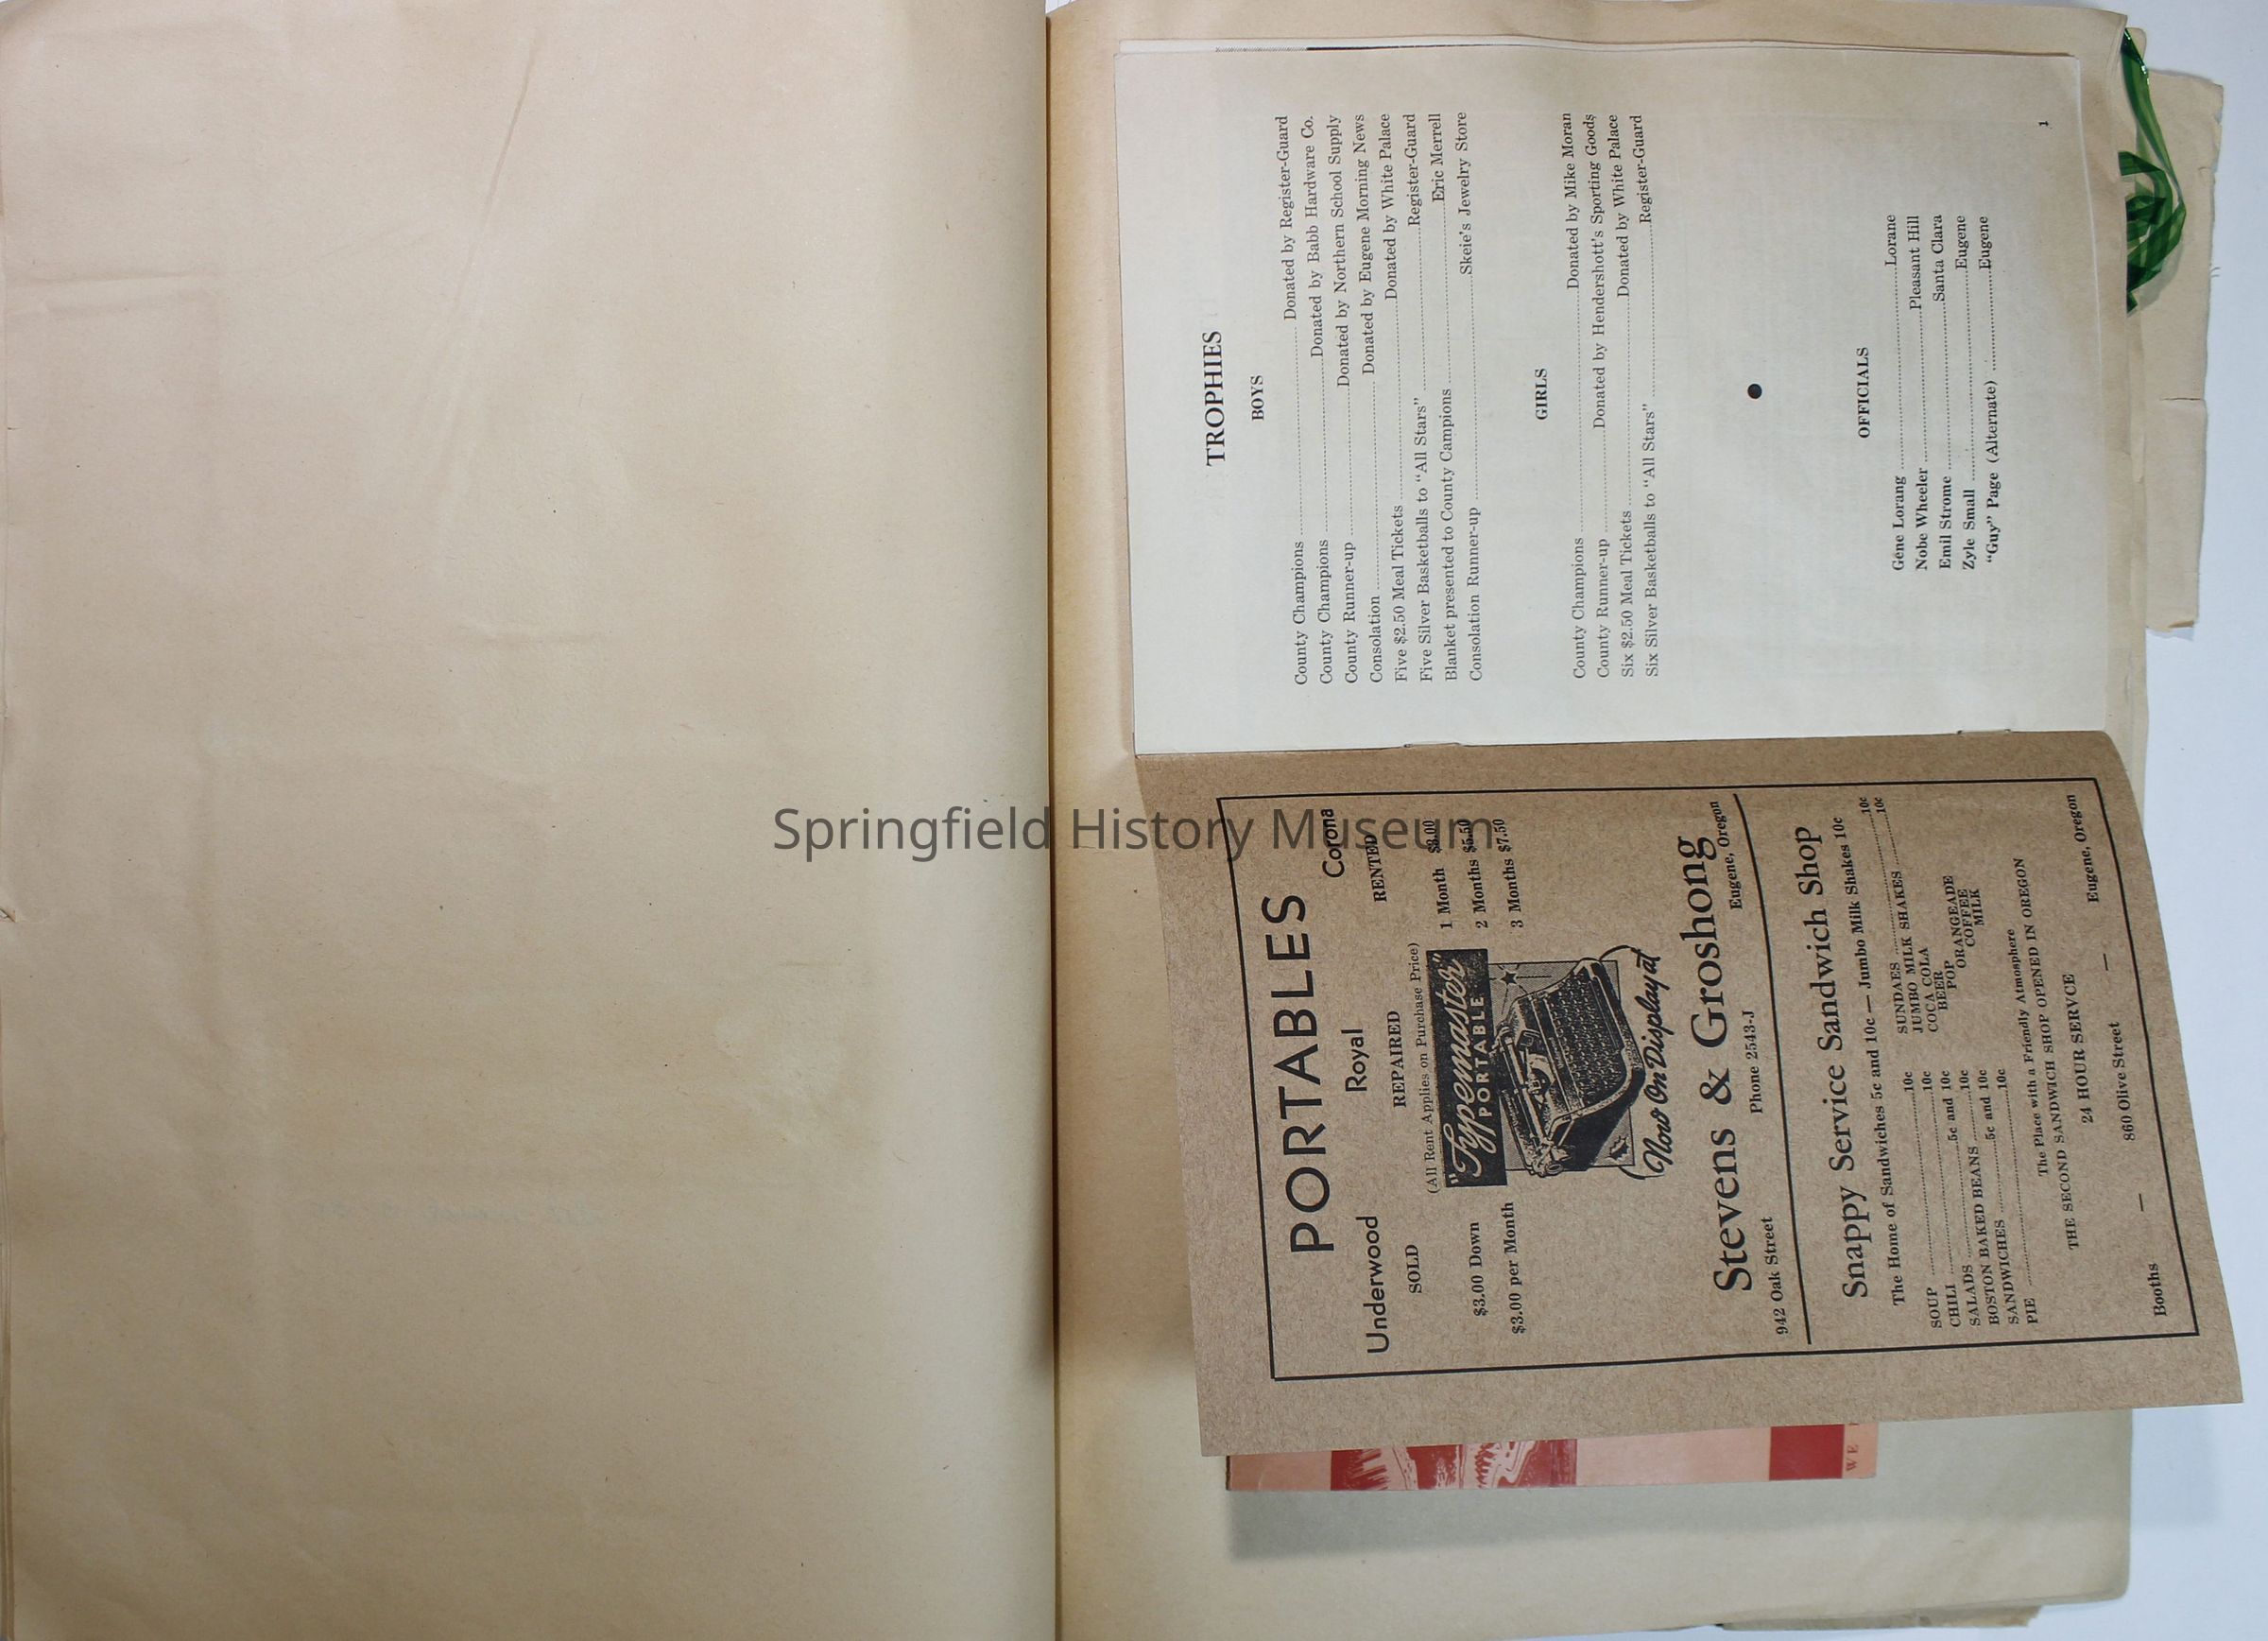 PORTABLES
Underwood Royal Corona
SOLD REPAIRED RENTED
(All Rent Applies on Purchase Price)
"Typemaster"
PORTABLE
$3.00 Down
$3.00 per Month
1 Month $3.00
2 Months $5.50
3 Months $7.50
Now On Display at
Stevens & Groshong
942 Oak Street Phone 2543-J Eugene, Oregon
Snappy Service Sandwich Shop
The Home of Sandwiches 5c and 10c — Jumbo Milk Shakes 10c
SOUP 10c
CHILI 10c
SALADS 5c and 10c
BOSTON BAKED BEANS 10c
SANDWICHES 5c and 10c
PIE 10c
SUNDAES 10c
JUMBO MILK SHAKES 10c
COCA COLA
BEER
POP
ORANGEADE
COFFEE
MILK
The Place with a Friendly Atmosphere
THE SECOND SANDWICH SHOP OPENED IN OREGON
24 HOUR SERVCE
Booths — 860 Olive Street — Eugene, Oregon
TROPHIES
BOYS
County Champions Donated by Register-Guard
County Champions Donated by Babb Hardware Co.
County Runner-up Donated by Northern School Supply
Consolation Donated by Eugene Morning News
Five $2.50 Meal Tickets Donated by White Palace
Five Silver Basketballs to "All Stars" Register-Guard
Blanket presented to County Campions Eric Merrell
Consolation Runner-up Skeie's Jewelry Store
GIRLS
County Champions Donated by Mike Moran
County Runner-up Donated by Hendershott's Sporting Goods
Six $2.50 Meal Tickets Donated by White Palace
Six Silver Basketballs to "All Stars" Register-Guard
OFFICIALS
Gene Lorang Lorane
Nobe Wheeler Pleasant Hill
Emil Strome Santa Clara
Zyle Small Eugene
"Guy" Page (Alternate) Eugene
1
WE
Springfield History Museum